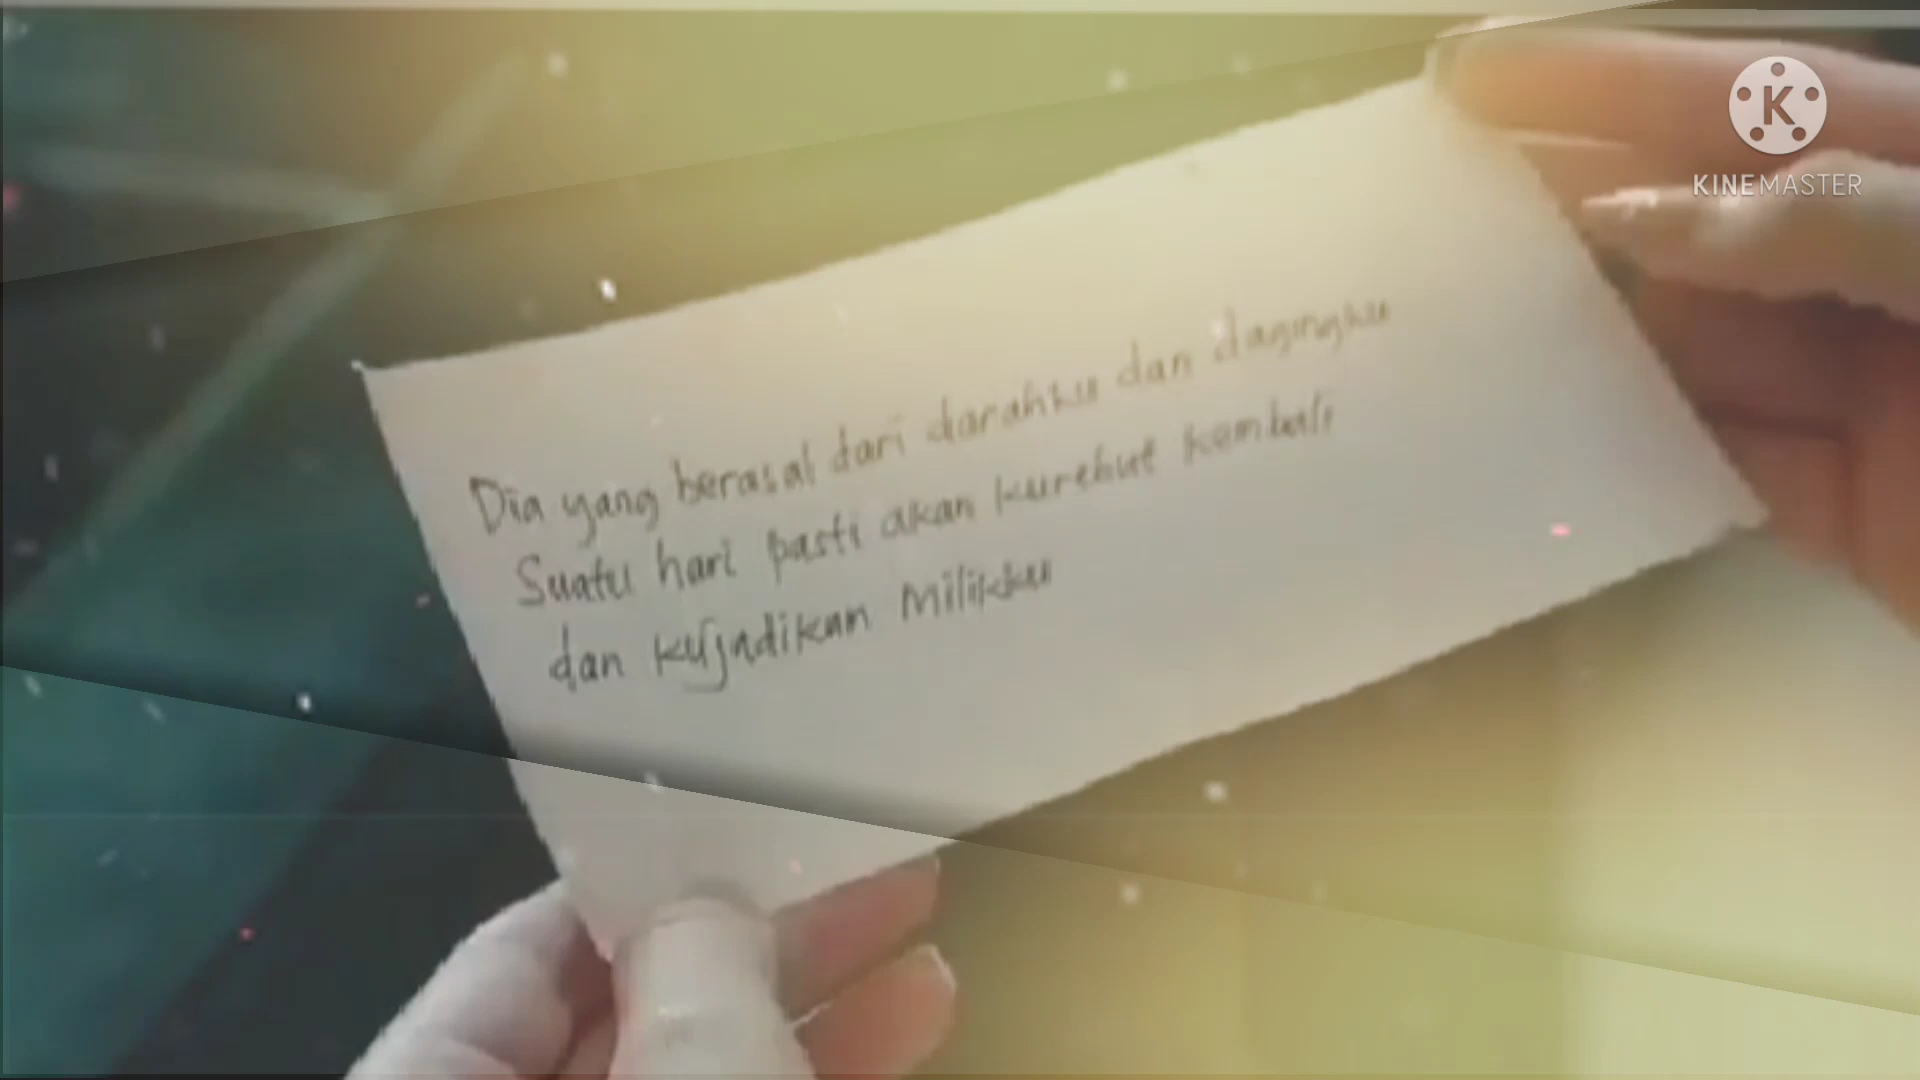 KINEMASTER
Dia yang berasal dari darahku dan dagingku
Suatu hari pasti akan kurebut kembali
dan kujadikan milikku